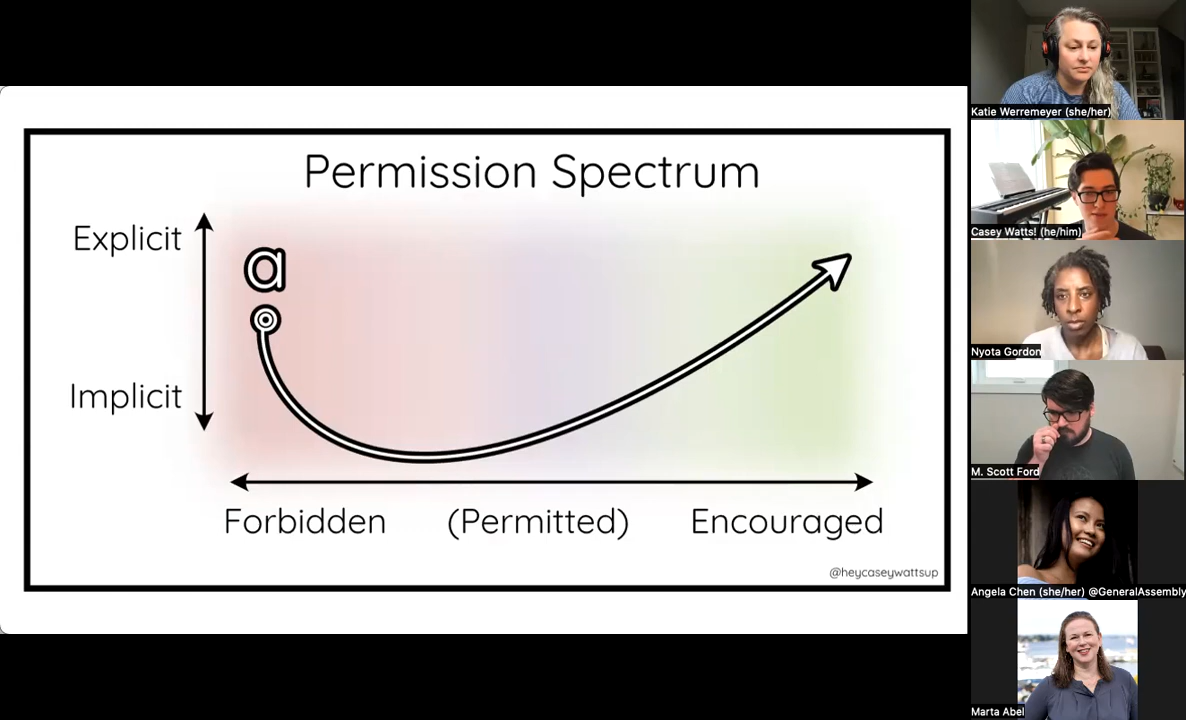 Permission Spectrum
Explicit
a
Implicit
Forbidden
(Permitted)
Encouraged
@heycaseywattsup
Katie Werremeyer (she/her)
Casey Watts! (he/him)
Nyota Gordon
M. Scott Ford
Angela Chen (she/her) @GeneralAssembly
Marta Abel